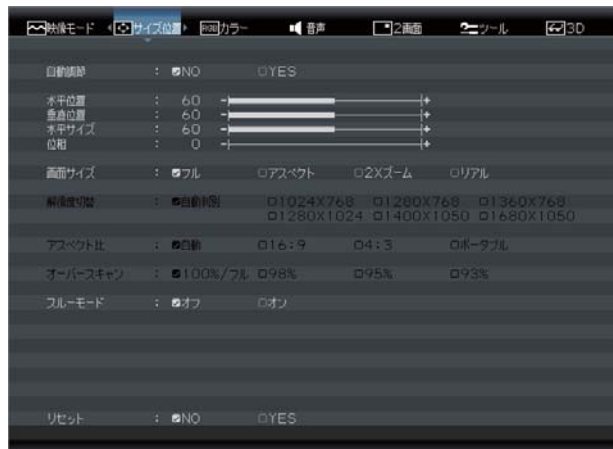 映像モード サイズ位置 RGB カラー 音声 2画面 ツール 3D
自動調節 : NO YES
水平位置 : 60 - +
垂直位置 : 60 - +
水平サイズ : 60 - +
位相 : 0 - +
画面サイズ : フル アスペクト 2Xズーム リアル
解像度切替 : 自動判別 1024X768 1280X768 1360X768
1280X1024 1400X1050 1680X1050
アスペクト比 : 自動 16:9 4:3 ポータブル
オーバースキャン : 100%/フル 98% 95% 93%
フルーモード : オフ オン
リセット : NO YES